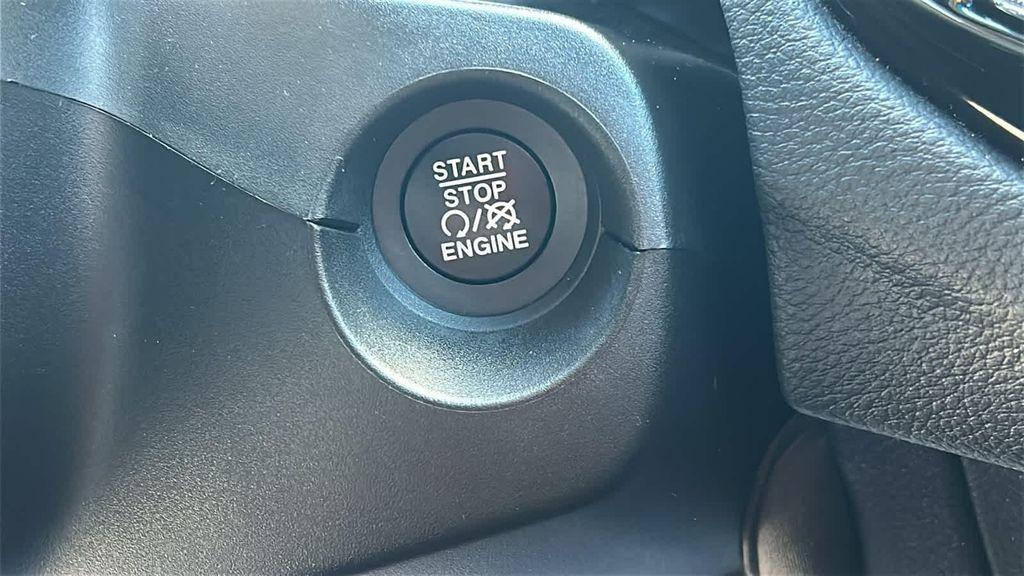 START
STOP
/
ENGINE